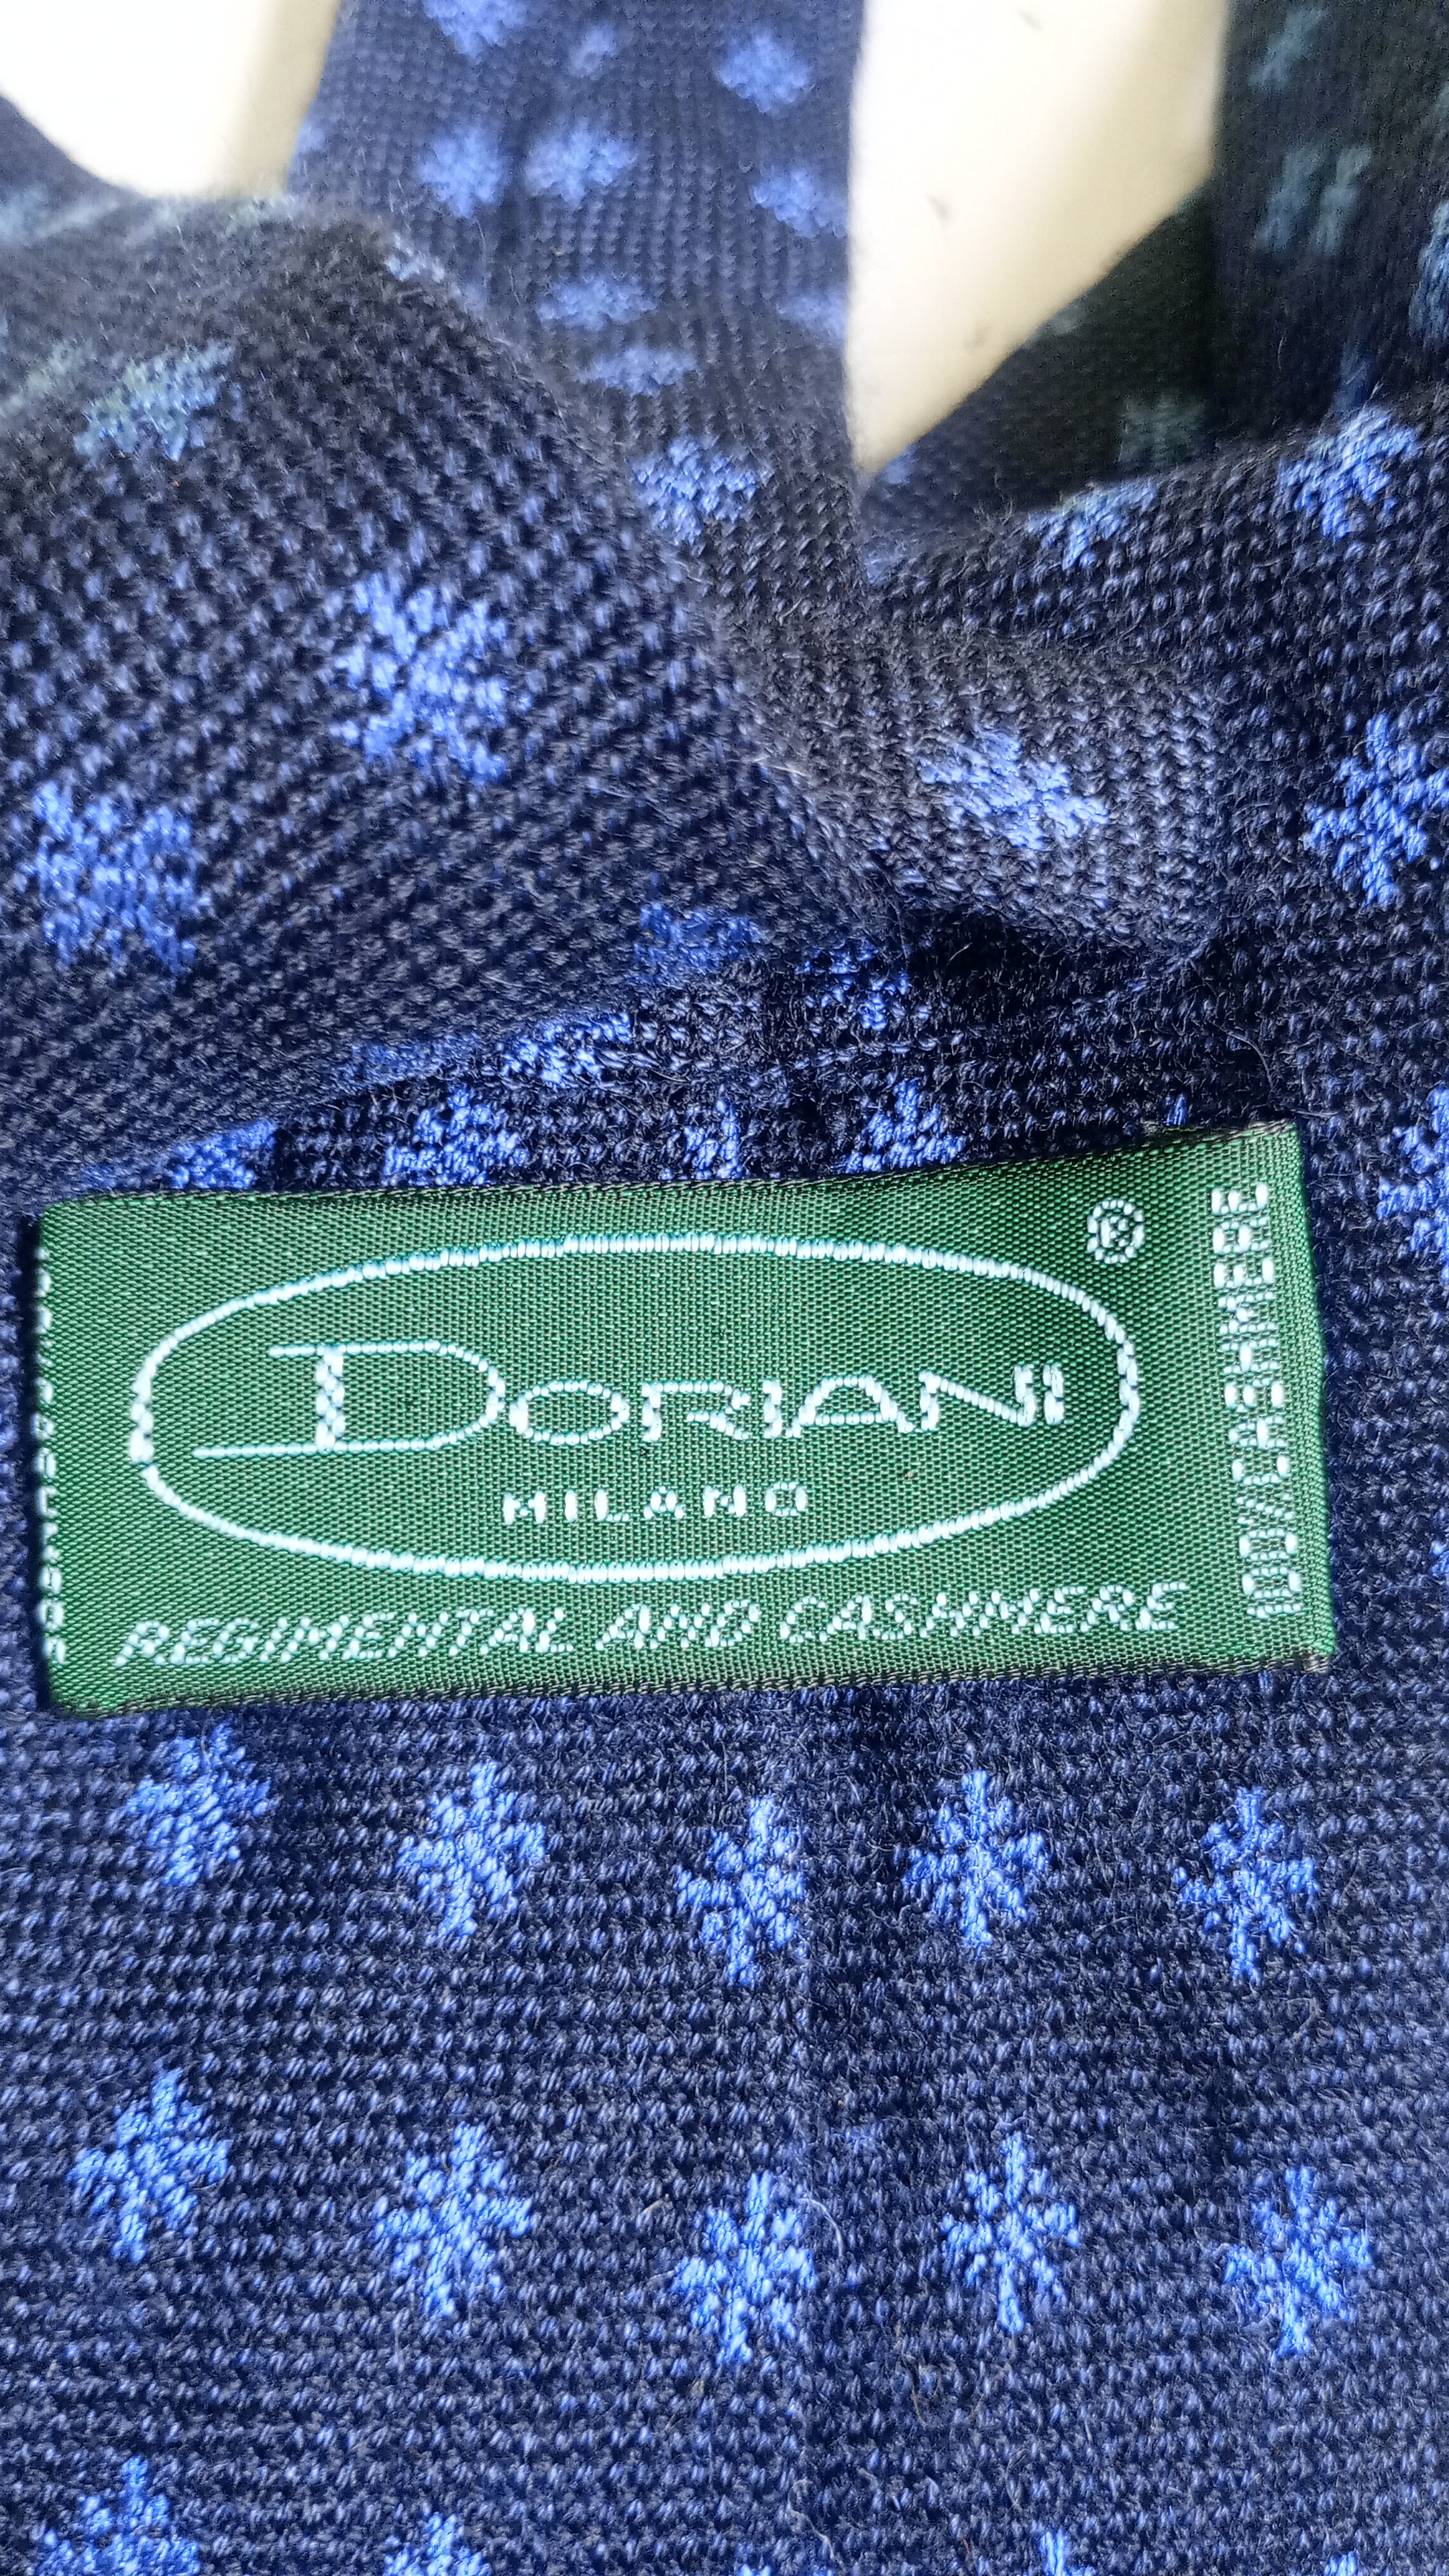 DORIANI
MILANO
®
REGIMENTAL AND CASHMERE
100% CASHMERE